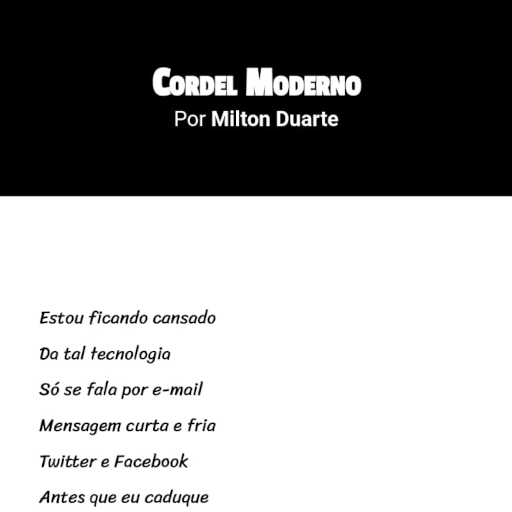 Cordel Moderno
Por Milton Duarte
Estou ficando cansado
Da tal tecnologia
Só se fala por e-mail
Mensagem curta e fria
Twitter e Facebook
Antes que eu caduque